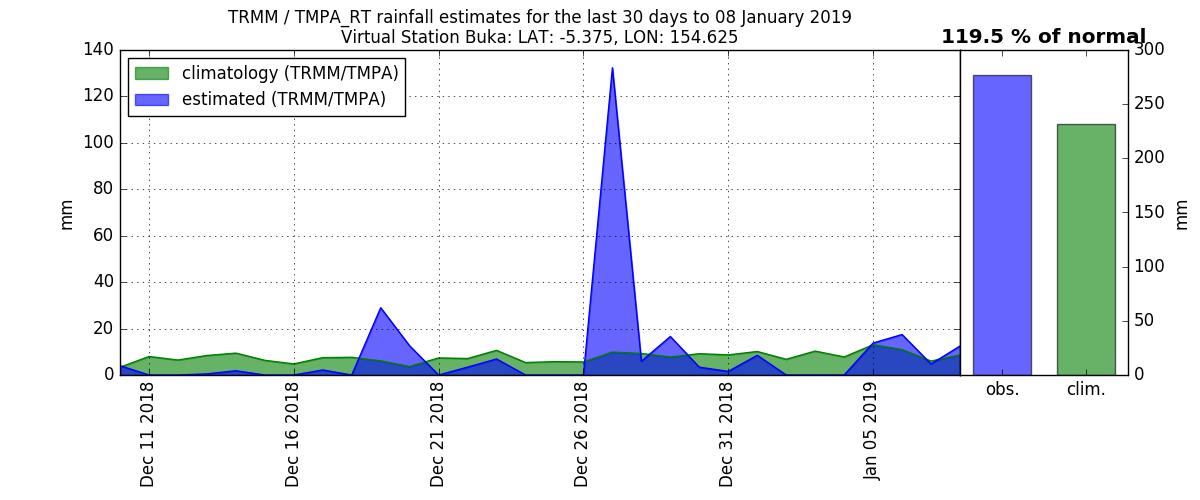 TRMM / TMPA_RT rainfall estimates for the last 30 days to 08 January 2019
Virtual Station Buka: LAT: -5.375, LON: 154.625
119.5 % of normal
climatology (TRMM/TMPA)
estimated (TRMM/TMPA)
140
120
100
80
60
40
20
0
mm
Dec 11 2018
Dec 16 2018
Dec 21 2018
Dec 26 2018
Dec 31 2018
Jan 05 2019
300
250
200
150
100
50
0
mm
obs.
clim.